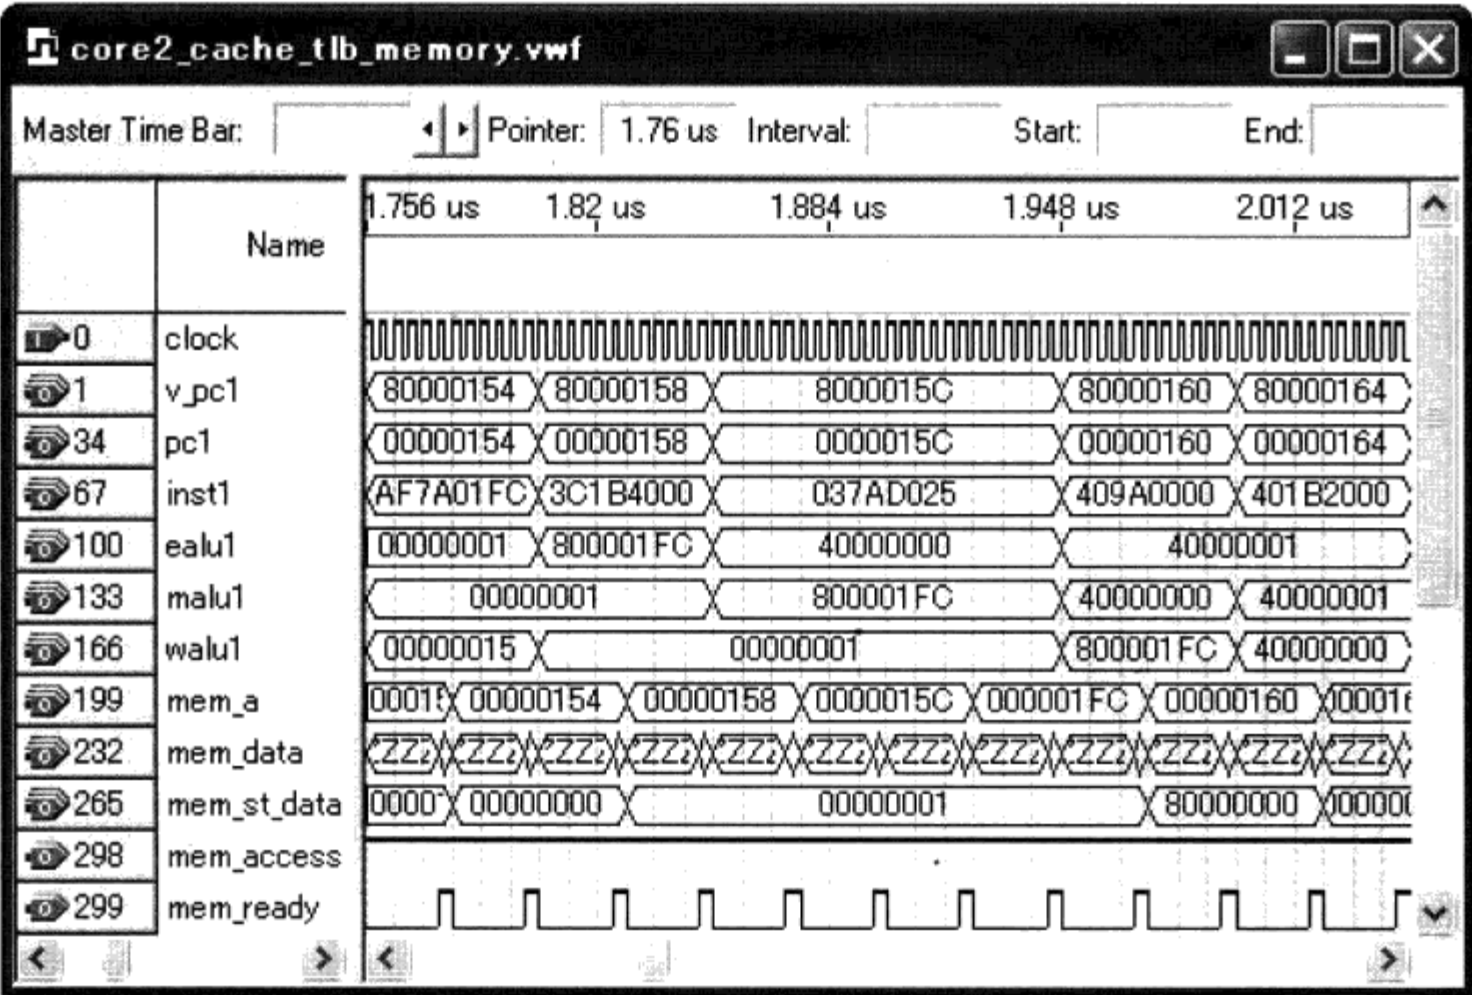 core2_cache_tlb_memory.vwf
Master Time Bar: Pointer: 1.76 us Interval: Start: End:
Name 1.756 us 1.82 us 1.884 us 1.948 us 2.012 us
0 clock
1 v_pc1 80000154 80000158 8000015C 80000160 80000164
34 pc1 00000154 00000158 0000015C 00000160 00000164
67 inst1 AF7A01FC 3C1B4000 037AD025 409A0000 401B2000
100 ealu1 00000001 800001FC 40000000 40000001
133 malu1 00000001 800001FC 40000000 40000001
166 walu1 00000015 00000001 800001FC 40000000
199 mem_a 00000154 00000158 0000015C 000001FC 00000160
232 mem_data
265 mem_st_data 00000000 00000001 80000000
298 mem_access
299 mem_ready